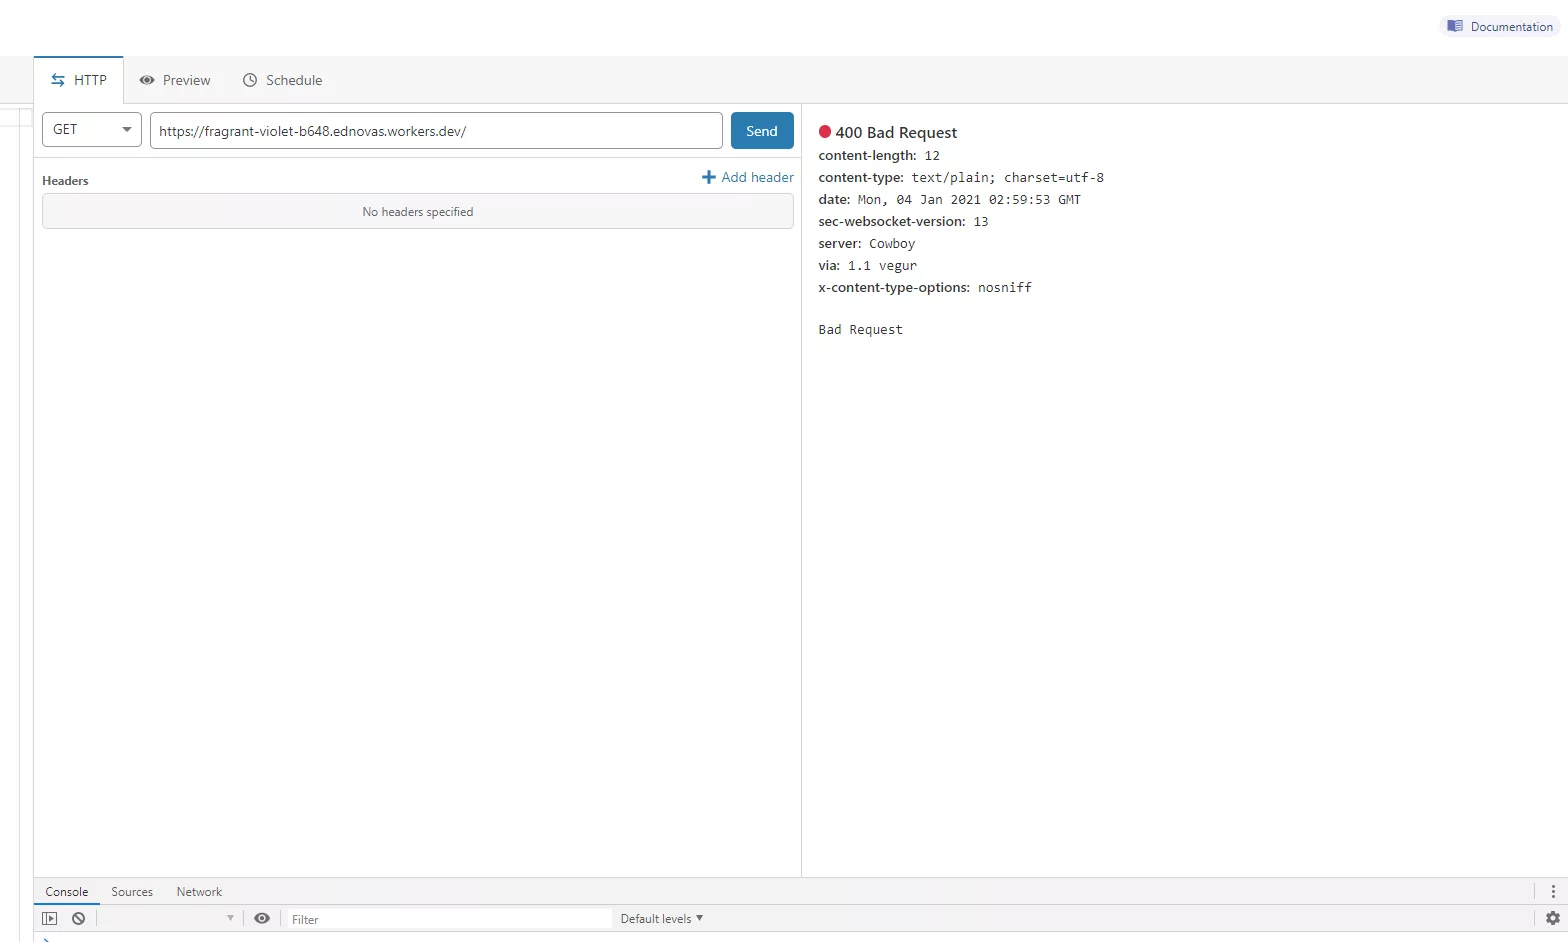 Documentation
HTTP Preview Schedule
GET https://fragrant-violet-b648.ednovas.workers.dev/ Send
Headers Add header
No headers specified
400 Bad Request
content-length: 12
content-type: text/plain; charset=utf-8
date: Mon, 04 Jan 2021 02:59:53 GMT
sec-websocket-version: 13
server: Cowboy
via: 1.1 vegur
x-content-type-options: nosniff
Bad Request
Console Sources Network
Filter Default levels